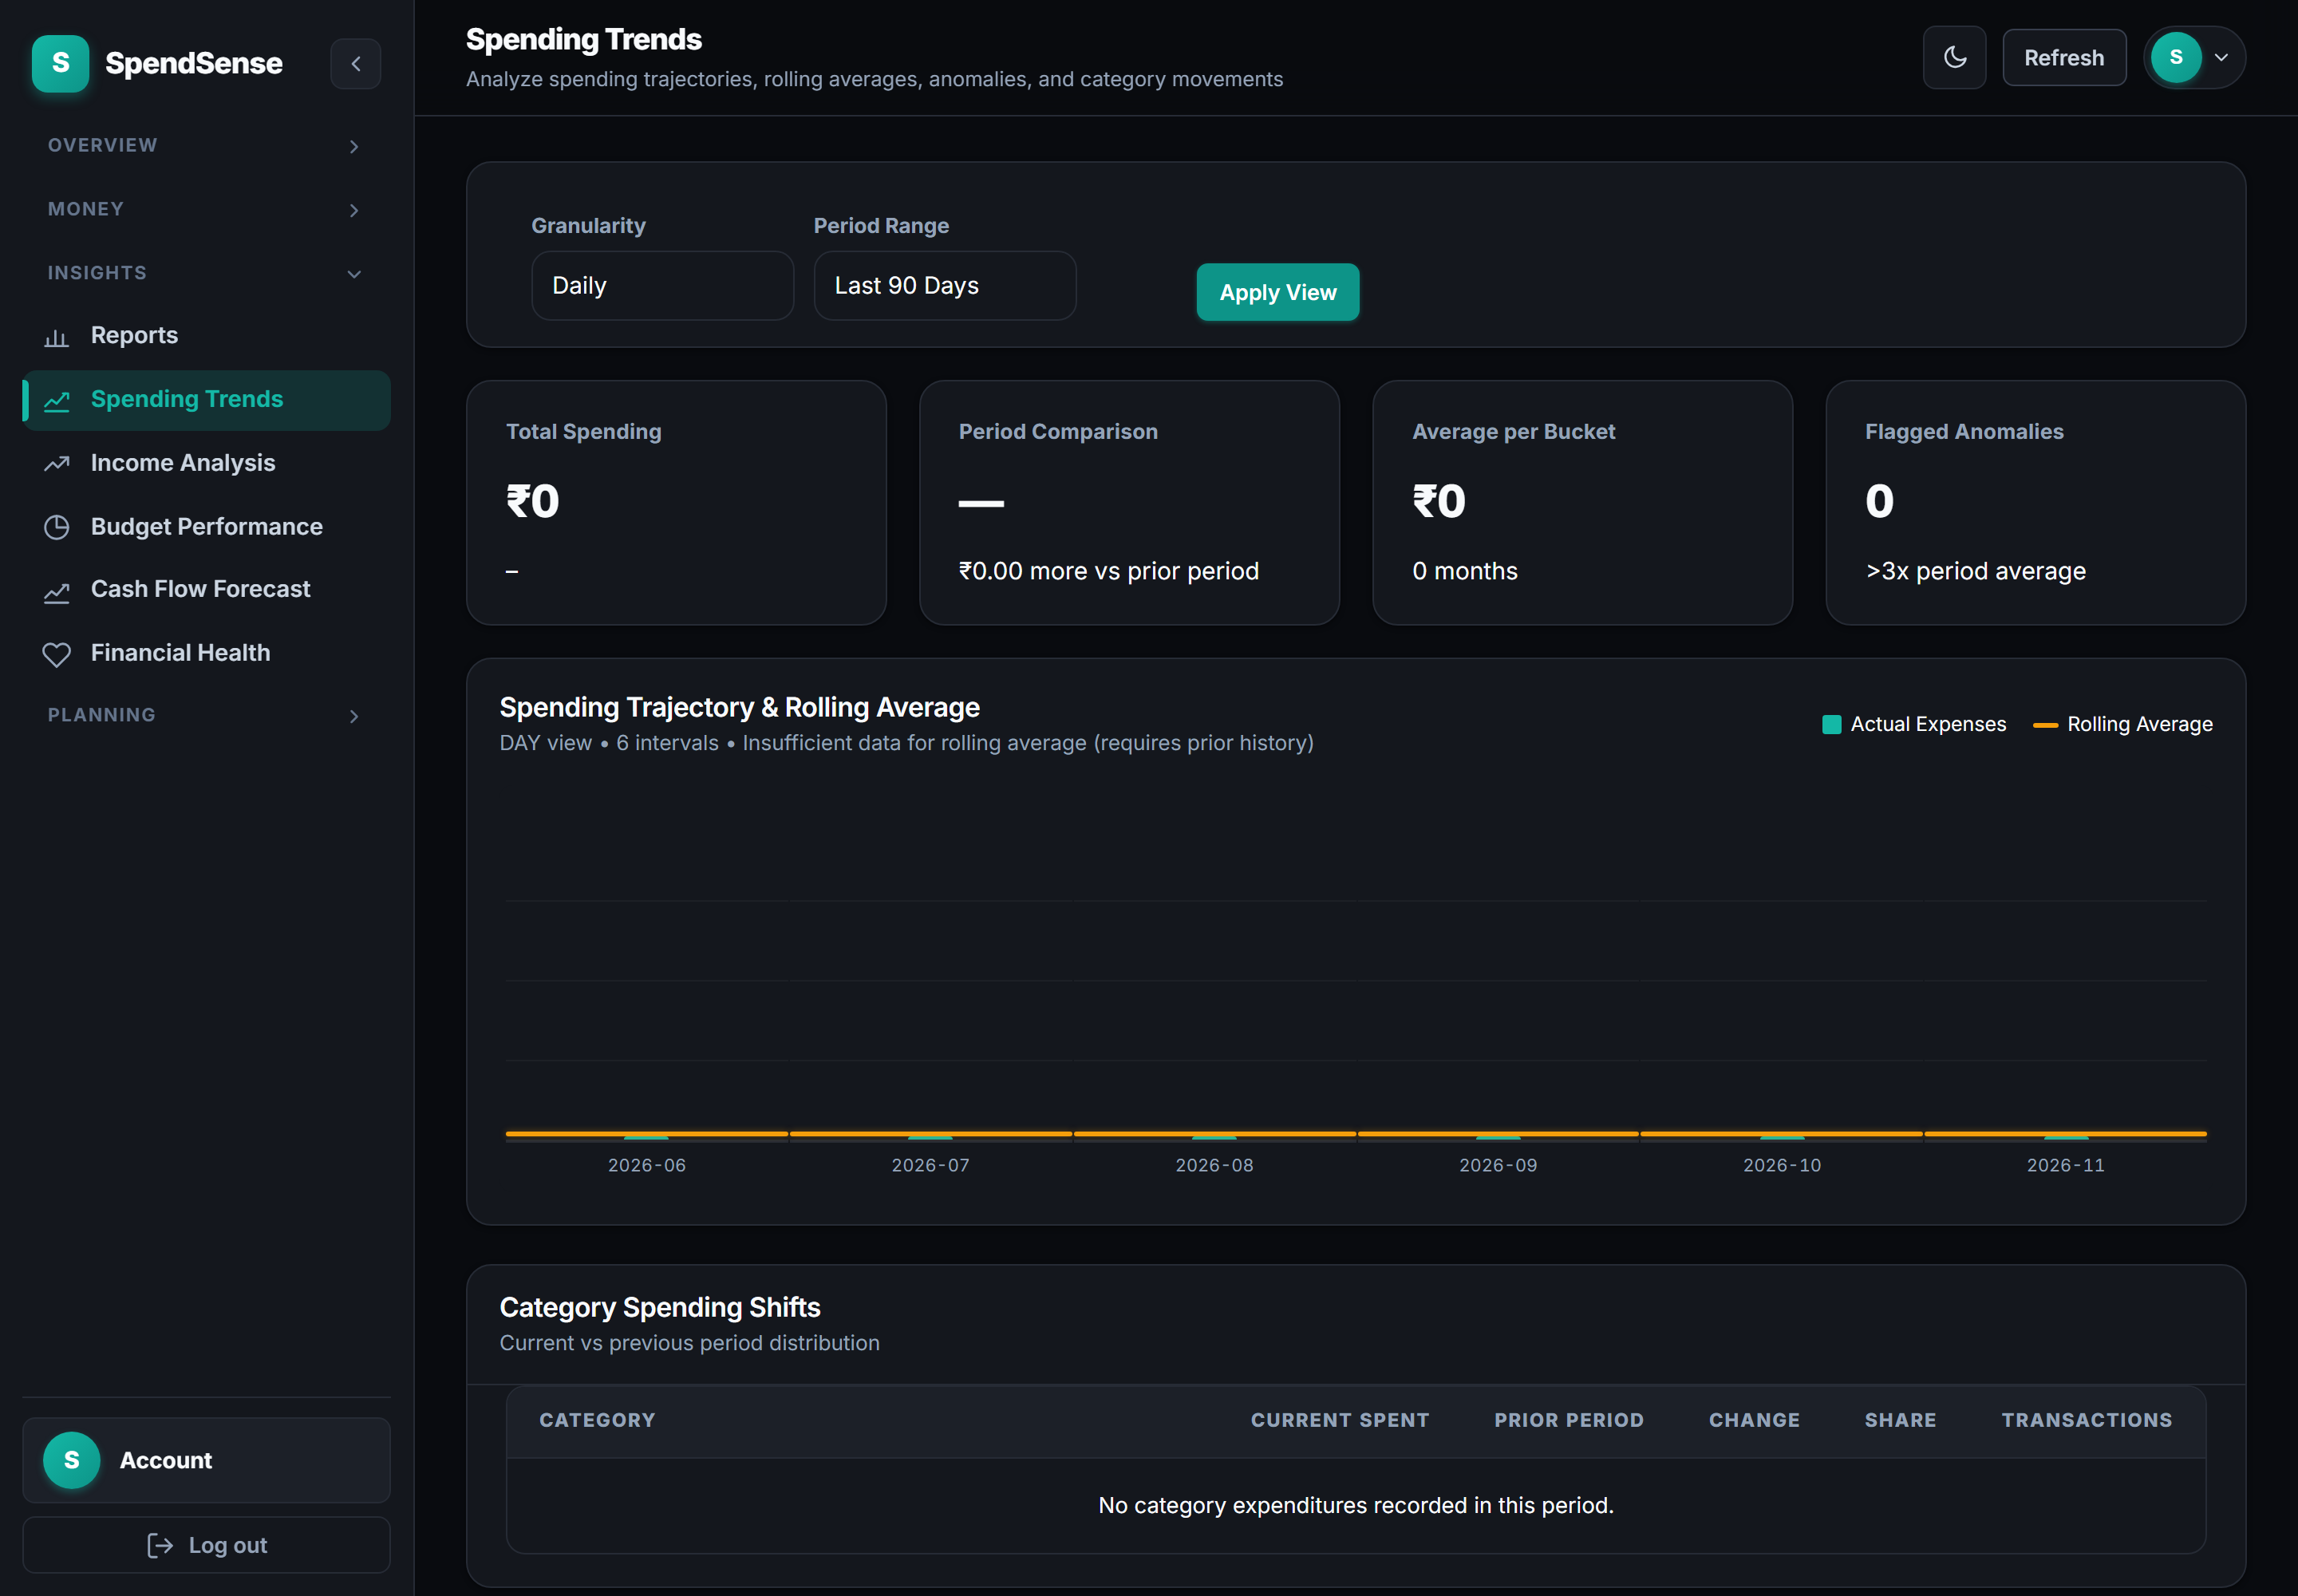 S
SpendSense
OVERVIEW
MONEY
INSIGHTS
Reports
Spending Trends
Income Analysis
Budget Performance
Cash Flow Forecast
Financial Health
PLANNING
S
Account
Log out
Spending Trends
Analyze spending trajectories, rolling averages, anomalies, and category movements
Refresh
S
Granularity
Period Range
Daily
Last 90 Days
Apply View
Total Spending
₹0
–
Period Comparison
—
₹0.00 more vs prior period
Average per Bucket
₹0
0 months
Flagged Anomalies
0
>3x period average
Spending Trajectory & Rolling Average
DAY view • 6 intervals • Insufficient data for rolling average (requires prior history)
Actual Expenses
Rolling Average
2026-06
2026-07
2026-08
2026-09
2026-10
2026-11
Category Spending Shifts
Current vs previous period distribution
CATEGORY
CURRENT SPENT
PRIOR PERIOD
CHANGE
SHARE
TRANSACTIONS
No category expenditures recorded in this period.